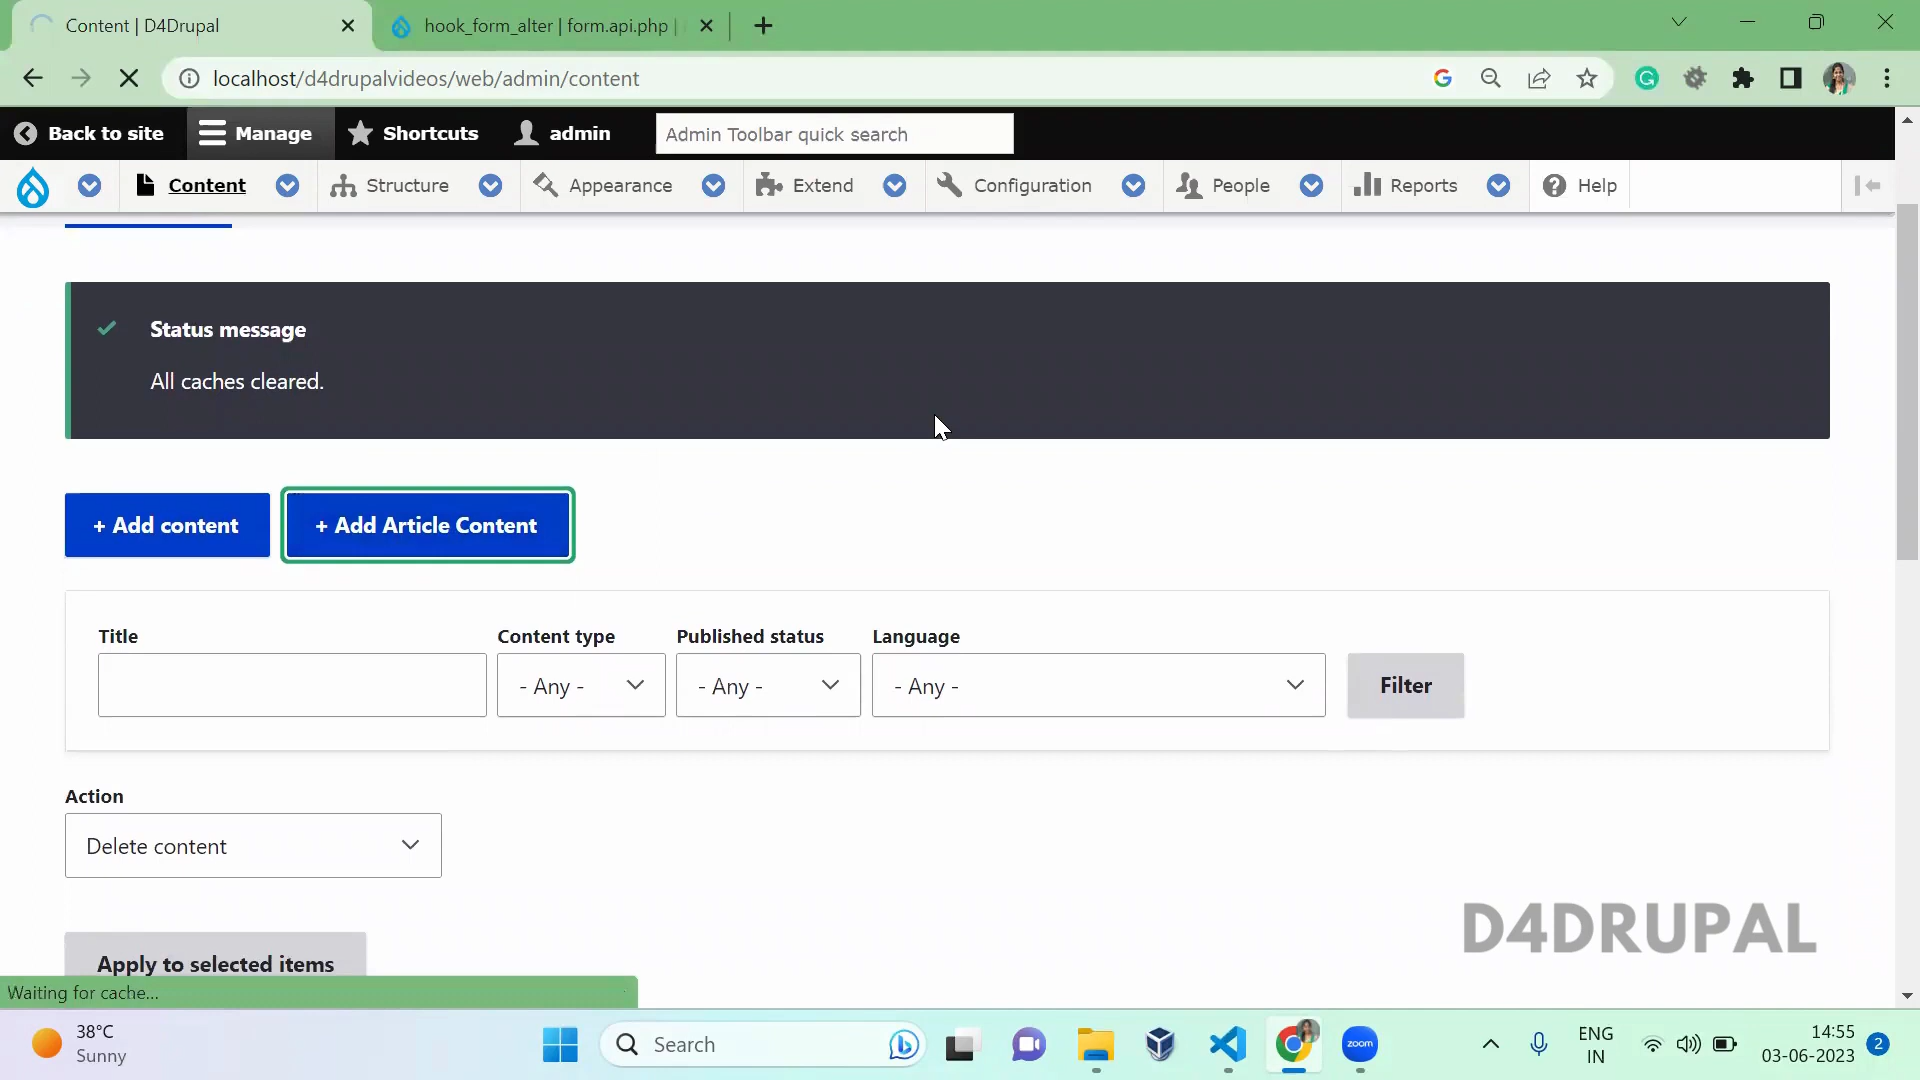 Content | D4Drupal
hook_form_alter | form.api.php |
localhost/d4drupalvideos/web/admin/content
Back to site
Manage
Shortcuts
admin
Admin Toolbar quick search
Content
Structure
Appearance
Extend
Configuration
People
Reports
Help
Status message
All caches cleared.
+ Add content
+ Add Article Content
Title
Content type
Published status
Language
- Any -
- Any -
- Any -
Filter
Action
Delete content
D4DRUPAL
Apply to selected items
Waiting for cache...
38°C
Sunny
Search
zoom
ENG
IN
14:55
03-06-2023
2